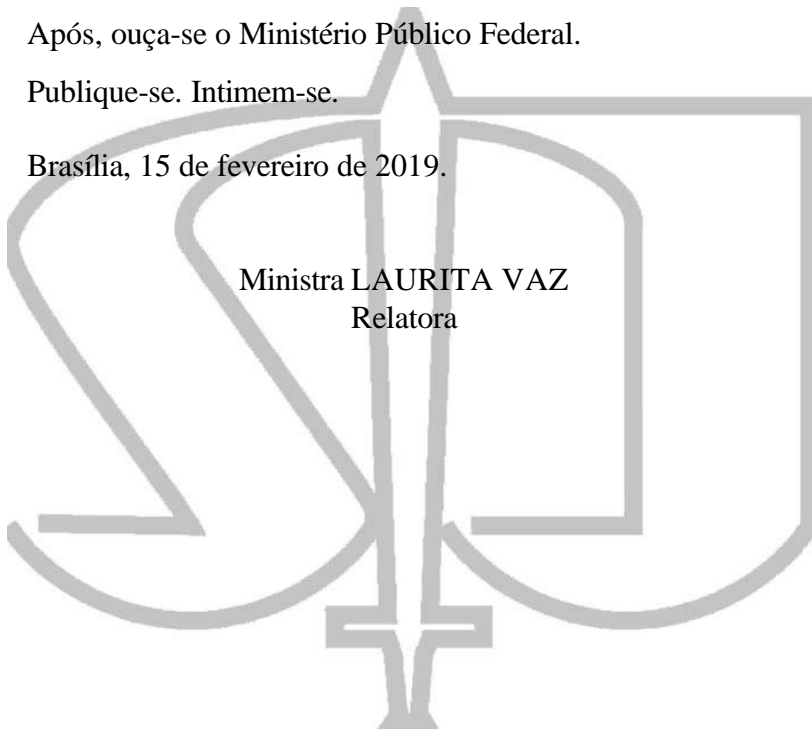 Após, ouça-se o Ministério Público Federal.
Publique-se. Intimem-se.
Brasília, 15 de fevereiro de 2019.
Ministra LAURITA VAZ
Relatora